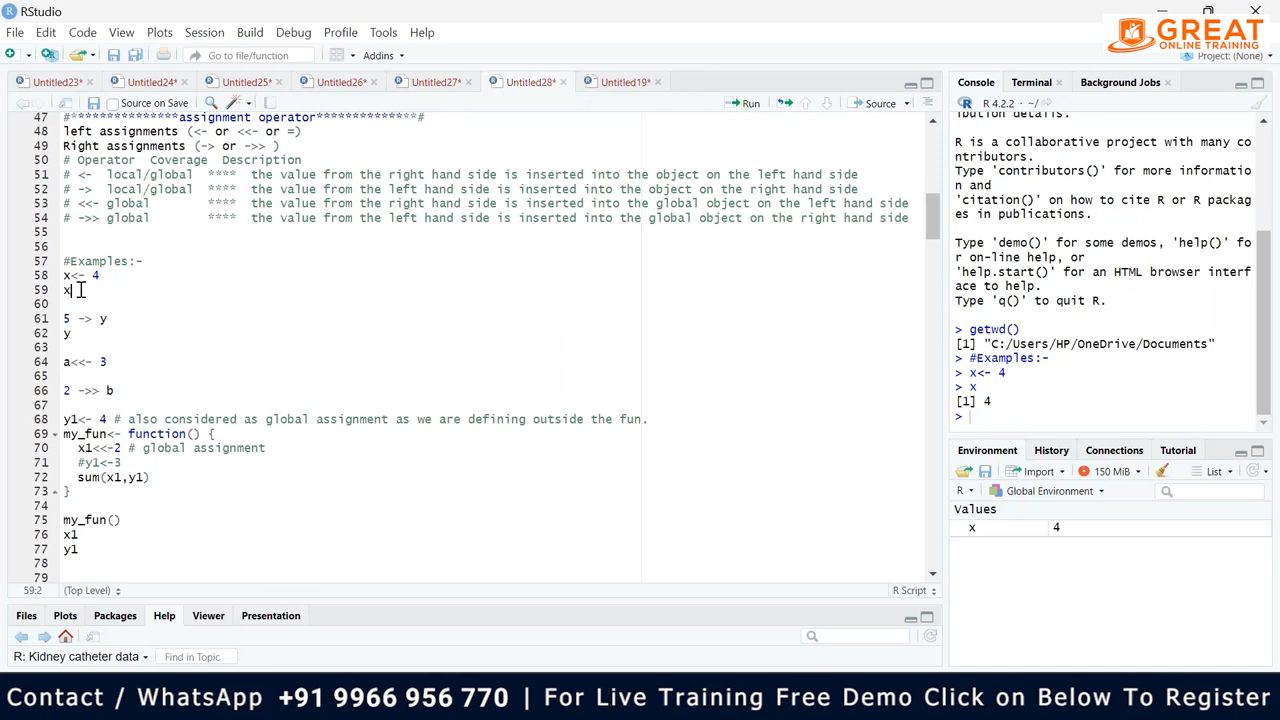 RStudio
GREAT
ONLINE TRAINING
File Edit Code View Plots Session Build Debug Profile Tools Help
Go to file/function Addins Project: (None)
Untitled23* Untitled24* Untitled25* Untitled26* Untitled27* Untitled28* Untitled19*
Source on Save Run Source
47 #***************assignment operator**************#
48 left assignments (<- or <<- or =)
49 Right assignments (-> or ->> )
50 # Operator  Coverage  Description
51 # <-  local/global  ****  the value from the right hand side is inserted into the object on the left hand side
52 # ->  local/global  ****  the value from the left hand side is inserted into the object on the right hand side
53 # <<- global        ****  the value from the right hand side is inserted into the global object on the left hand side
54 # ->> global        ****  the value from the left hand side is inserted into the global object on the right hand side
55
56
57 #Examples:-
58 x<- 4
59 x
60
61 5 -> y
62 y
63
64 a<<- 3
65
66 2 ->> b
67
68 y1<- 4 # also considered as global assignment as we are defining outside the fun.
69 my_fun<- function() {
70   x1<<-2 # global assignment
71   #y1<-3
72   sum(x1,y1)
73 }
74
75 my_fun()
76 x1
77 y1
78
79
59:2 (Top Level) R Script
Console Terminal Background Jobs
R 4.2.2 · ~/
ibution details.
R is a collaborative project with many co
ntributors.
Type 'contributors()' for more informatio
n and
'citation()' on how to cite R or R packag
es in publications.
Type 'demo()' for some demos, 'help()' fo
r on-line help, or
'help.start()' for an HTML browser interf
ace to help.
Type 'q()' to quit R.
> getwd()
[1] "C:/Users/HP/OneDrive/Documents"
> #Examples:-
> x<- 4
> x
[1] 4
>
Environment History Connections Tutorial
Import 150 MiB List
R Global Environment
Values
x 4
Files Plots Packages Help Viewer Presentation
R: Kidney catheter data Find in Topic
Contact / WhatsApp +91 9966 956 770 | For Live Training Free Demo Click on Below To Register